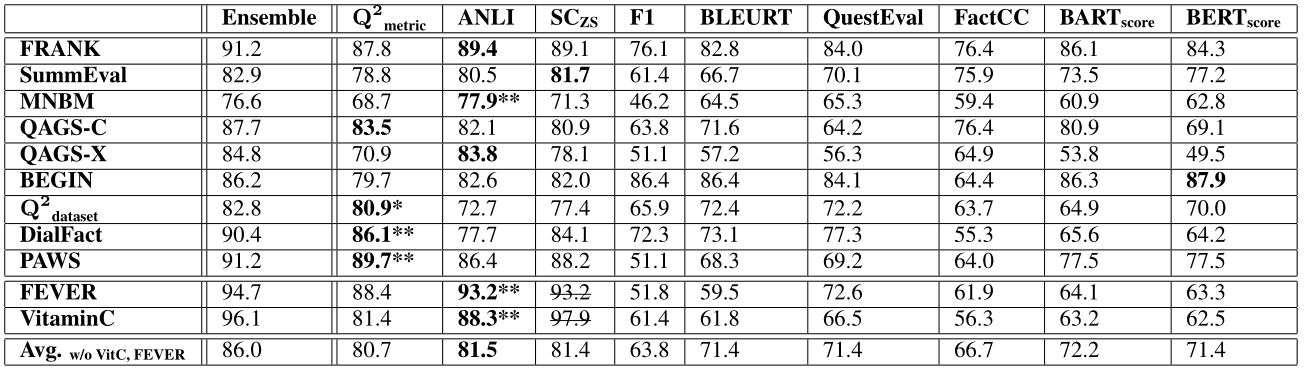 Ensemble Q²metric ANLI SCZS F1 BLEURT QuestEval FactCC BARTscore BERTscore
FRANK 91.2 87.8 89.4 89.1 76.1 82.8 84.0 76.4 86.1 84.3
SummEval 82.9 78.8 80.5 81.7 61.4 66.7 70.1 75.9 73.5 77.2
MNBM 76.6 68.7 77.9** 71.3 46.2 64.5 65.3 59.4 60.9 62.8
QAGS-C 87.7 83.5 82.1 80.9 63.8 71.6 64.2 76.4 80.9 69.1
QAGS-X 84.8 70.9 83.8 78.1 51.1 57.2 56.3 64.9 53.8 49.5
BEGIN 86.2 79.7 82.6 82.0 86.4 86.4 84.1 64.4 86.3 87.9
Q²dataset 82.8 80.9* 72.7 77.4 65.9 72.4 72.2 63.7 64.9 70.0
DialFact 90.4 86.1** 77.7 84.1 72.3 73.1 77.3 55.3 65.6 64.2
PAWS 91.2 89.7** 86.4 88.2 51.1 68.3 69.2 64.0 77.5 77.5
FEVER 94.7 88.4 93.2** 93.2 51.8 59.5 72.6 61.9 64.1 63.3
VitaminC 96.1 81.4 88.3** 97.9 61.4 61.8 66.5 56.3 63.2 62.5
Avg. w/o VitC, FEVER 86.0 80.7 81.5 81.4 63.8 71.4 71.4 66.7 72.2 71.4